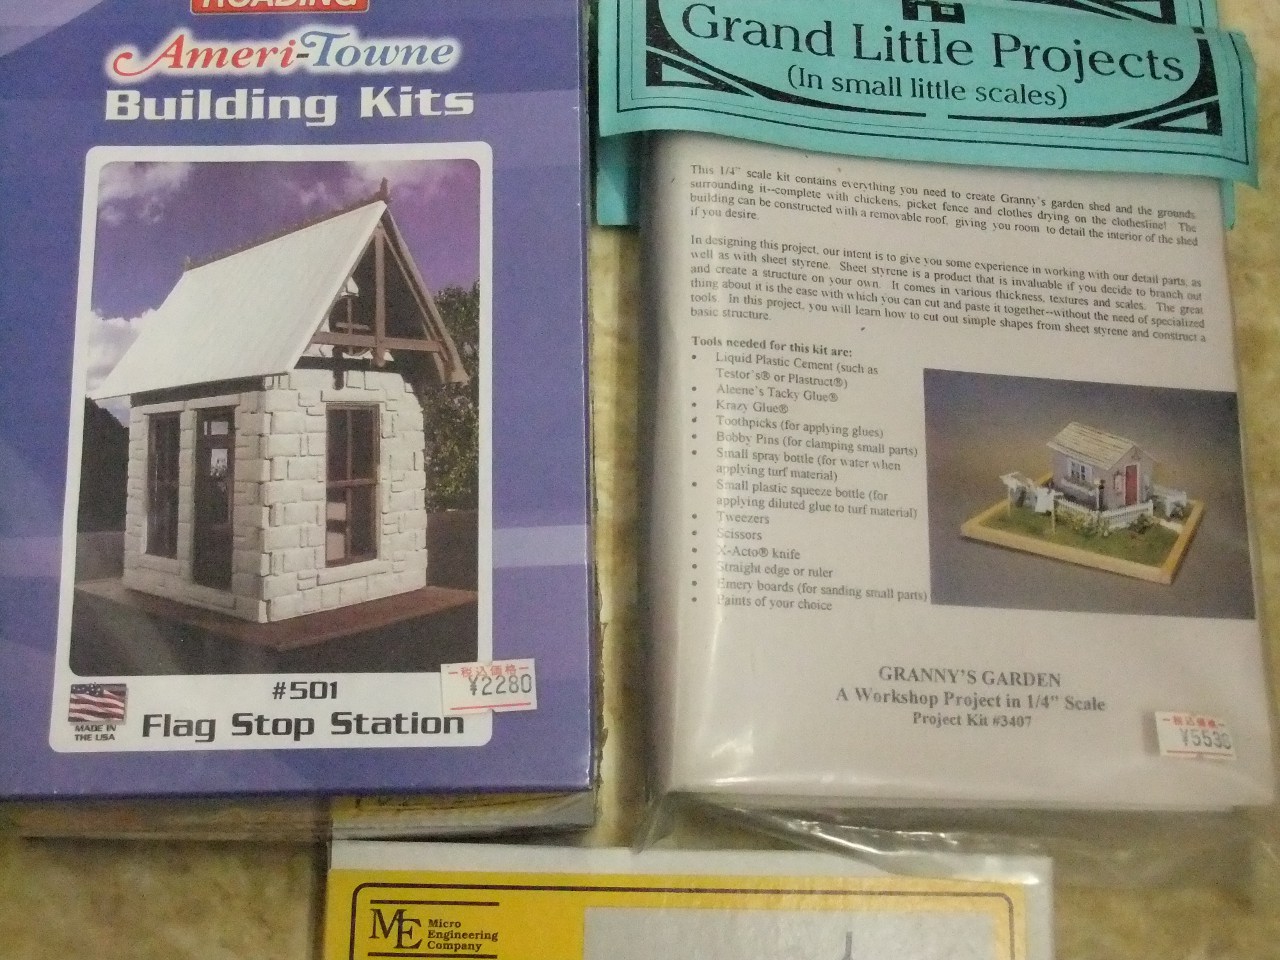 READING
Ameri-Towne
Building Kits
一税込価格一
¥2280
#501
Flag Stop Station
MADE IN
THE USA
Grand Little Projects
(In small little scales)
This 1/4" scale kit contains everything you need to create Granny's garden shed and the grounds
surrounding it--complete with chickens, picket fence and clothes drying on the clothesline! The
building can be constructed with a removable roof, giving you room to detail the interior of the shed
if you desire.
In designing this project, our intent is to give you some experience in working with our detail parts, as
well as with sheet styrene. Sheet styrene is a product that is invaluable if you decide to branch out
and create a structure on your own. It comes in various thickness, textures and scales. The great
thing about it is the ease with which you can cut and paste it together--without the need of specialized
tools. In this project, you will learn how to cut out simple shapes from sheet styrene and construct a
basic structure.
Tools needed for this kit are:
• Liquid Plastic Cement (such as
Testor's® or Plastruct®)
• Aleene's Tacky Glue®
• Krazy Glue®
• Toothpicks (for applying glues)
• Bobby Pins (for clamping small parts)
• Small spray bottle (for water when
applying turf material)
• Small plastic squeeze bottle (for
applying diluted glue to turf material)
• Tweezers
• Scissors
• X-Acto® knife
• Straight edge or ruler
• Emery boards (for sanding small parts)
• Paints of your choice
GRANNY'S GARDEN
A Workshop Project in 1/4" Scale
Project Kit #3407
一税込価格一
¥5530
ME
Micro
Engineering
Company